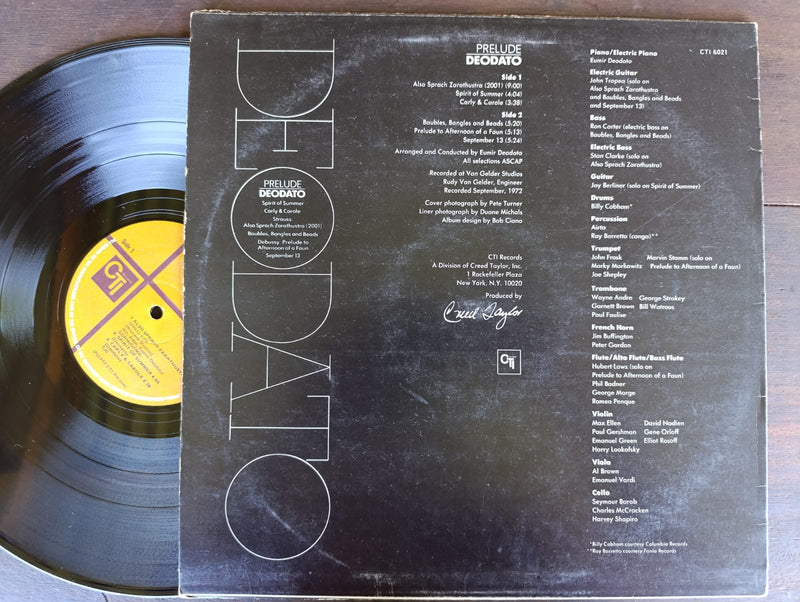 DEODATO
PRELUDE
DEODATO
Spirit of Summer
Carly & Carole
Strauss
Also Sprach Zarathustra (2001)
Baubles, Bangles and Beads
Debussy Prelude to
Afternoon of a Faun
September 13
PRELUDE
DEODATO
Side 1
Also Sprach Zarathustra (2001) (9:00)
Spirit of Summer (4:04)
Carly & Carole (3:38)
Side 2
Baubles, Bangles and Beads (5:20)
Prelude to Afternoon of a Faun (5:13)
September 13 (5:24)
Arranged and Conducted by Eumir Deodato
All selections ASCAP
Recorded at Van Gelder Studios
Rudy Van Gelder, Engineer
Recorded September, 1972
Cover photograph by Pete Turner
Liner photograph by Duane Michals
Album design by Bob Ciano
CTI Records
A Division of Creed Taylor, Inc.
1 Rockefeller Plaza
New York, N.Y. 10020
Produced by
Creed Taylor
CTI
CTI 6021
Piano/Electric Piano
Eumir Deodato
Electric Guitar
John Tropea (solo on
Also Sprach Zarathustra
and Baubles, Bangles and Beads
and September 13)
Bass
Ron Carter (electric bass on
Baubles, Bangles and Beads)
Electric Bass
Stan Clarke (solo on
Also Sprach Zarathustra)
Guitar
Jay Berliner (solo on Spirit of Summer)
Drums
Billy Cobham*
Percussion
Airto
Ray Barretto (congo)**
Trumpet
John Frosk Marvin Stamm (solo on
Marky Markowitz Prelude to Afternoon of a Faun)
Joe Shepley
Trombone
Wayne Andre George Strakey
Garnett Brown Bill Watrous
Paul Faulise
French Horn
Jim Buffington
Peter Gordon
Flute/Alto Flute/Bass Flute
Hubert Laws (solo on
Prelude to Afternoon of a Faun)
Phil Bodner
George Marge
Romeo Penque
Violin
Max Ellen David Nadien
Paul Gershman Gene Orloff
Emanuel Green Elliot Rosoff
Harry Lookofsky
Viola
Al Brown
Emanuel Vardi
Cello
Seymour Barab
Charles McCracken
Harvey Shapiro
*Billy Cobham courtesy Columbia Records
**Ray Barretto courtesy Fania Records
Side 1
CTI